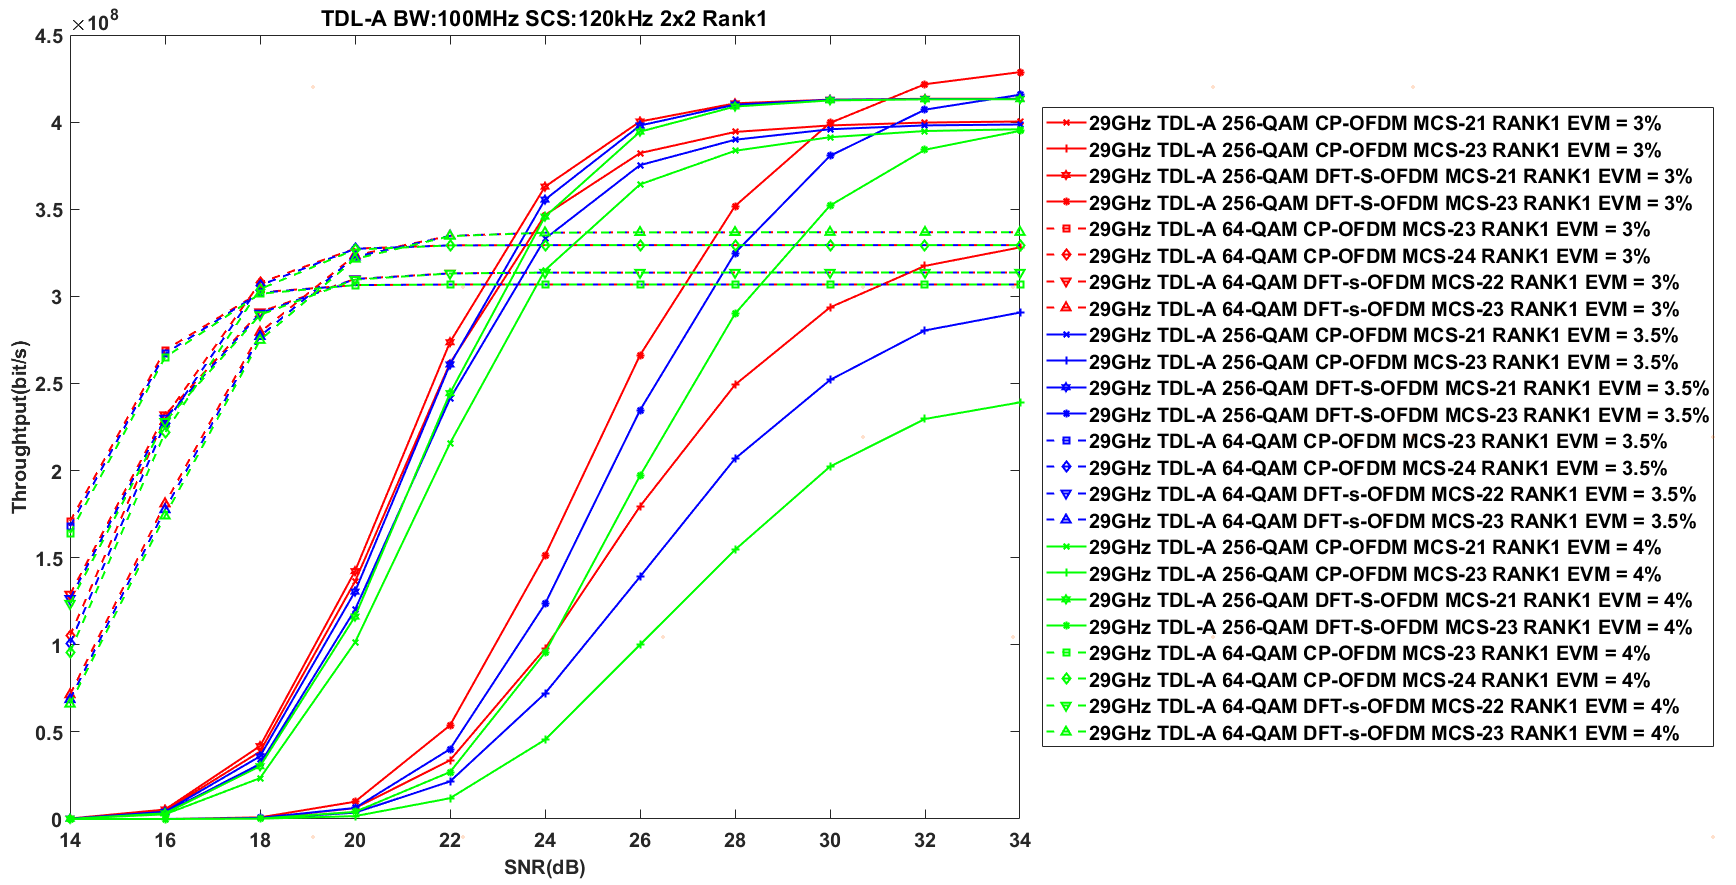 TDL-A BW:100MHz SCS:120kHz 2x2 Rank1
×10^8
4.5
4
3.5
3
2.5
2
1.5
1
0.5
0
Throughtput(bit/s)
14 16 18 20 22 24 26 28 30 32 34
SNR(dB)
29GHz TDL-A 256-QAM CP-OFDM MCS-21 RANK1 EVM = 3%
29GHz TDL-A 256-QAM CP-OFDM MCS-23 RANK1 EVM = 3%
29GHz TDL-A 256-QAM DFT-S-OFDM MCS-21 RANK1 EVM = 3%
29GHz TDL-A 256-QAM DFT-S-OFDM MCS-23 RANK1 EVM = 3%
29GHz TDL-A 64-QAM CP-OFDM MCS-23 RANK1 EVM = 3%
29GHz TDL-A 64-QAM CP-OFDM MCS-24 RANK1 EVM = 3%
29GHz TDL-A 64-QAM DFT-s-OFDM MCS-22 RANK1 EVM = 3%
29GHz TDL-A 64-QAM DFT-s-OFDM MCS-23 RANK1 EVM = 3%
29GHz TDL-A 256-QAM CP-OFDM MCS-21 RANK1 EVM = 3.5%
29GHz TDL-A 256-QAM CP-OFDM MCS-23 RANK1 EVM = 3.5%
29GHz TDL-A 256-QAM DFT-S-OFDM MCS-21 RANK1 EVM = 3.5%
29GHz TDL-A 256-QAM DFT-S-OFDM MCS-23 RANK1 EVM = 3.5%
29GHz TDL-A 64-QAM CP-OFDM MCS-23 RANK1 EVM = 3.5%
29GHz TDL-A 64-QAM CP-OFDM MCS-24 RANK1 EVM = 3.5%
29GHz TDL-A 64-QAM DFT-s-OFDM MCS-22 RANK1 EVM = 3.5%
29GHz TDL-A 64-QAM DFT-s-OFDM MCS-23 RANK1 EVM = 3.5%
29GHz TDL-A 256-QAM CP-OFDM MCS-21 RANK1 EVM = 4%
29GHz TDL-A 256-QAM CP-OFDM MCS-23 RANK1 EVM = 4%
29GHz TDL-A 256-QAM DFT-S-OFDM MCS-21 RANK1 EVM = 4%
29GHz TDL-A 256-QAM DFT-S-OFDM MCS-23 RANK1 EVM = 4%
29GHz TDL-A 64-QAM CP-OFDM MCS-23 RANK1 EVM = 4%
29GHz TDL-A 64-QAM CP-OFDM MCS-24 RANK1 EVM = 4%
29GHz TDL-A 64-QAM DFT-s-OFDM MCS-22 RANK1 EVM = 4%
29GHz TDL-A 64-QAM DFT-s-OFDM MCS-23 RANK1 EVM = 4%